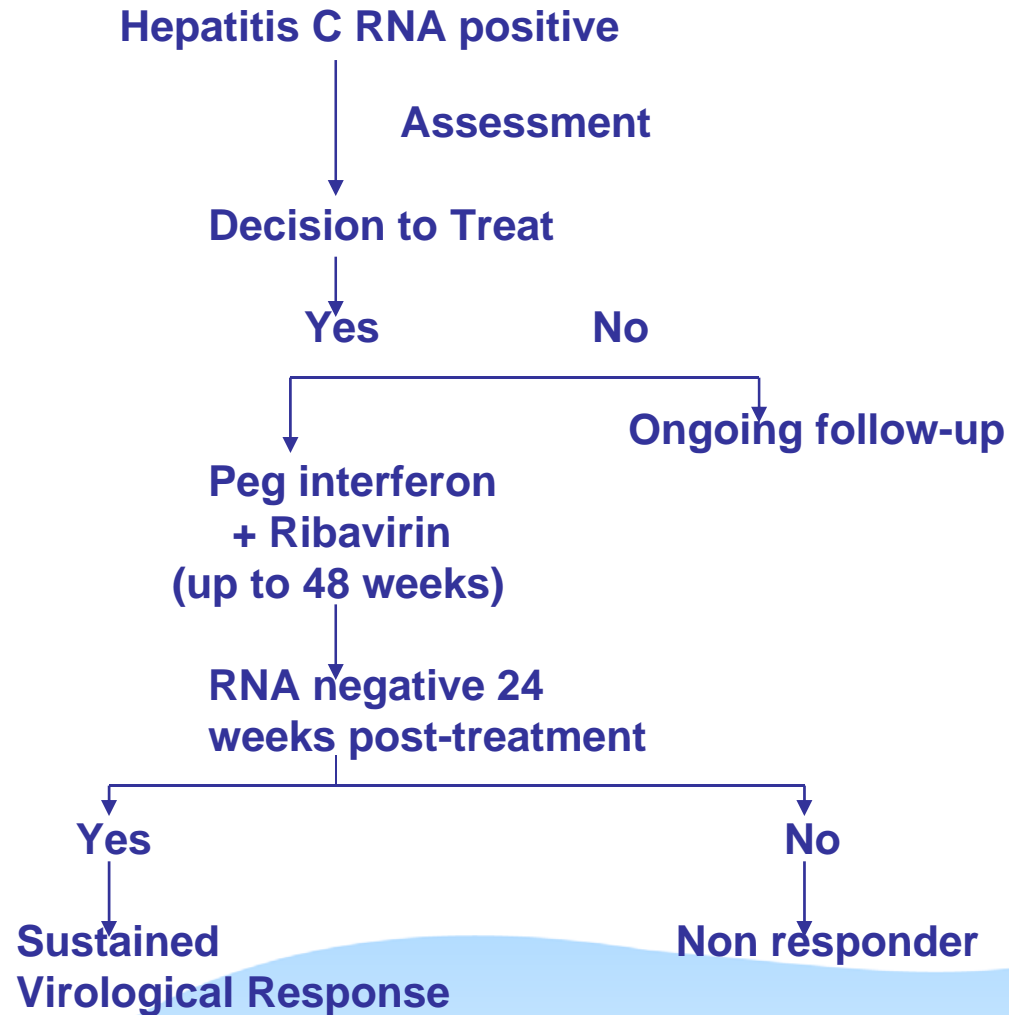 Hepatitis C RNA positive
Assessment
Decision to Treat
Yes No
Ongoing follow-up
Peg interferon
+ Ribavirin
(up to 48 weeks)
RNA negative 24
weeks post-treatment
Yes No
Sustained
Virological Response
Non responder